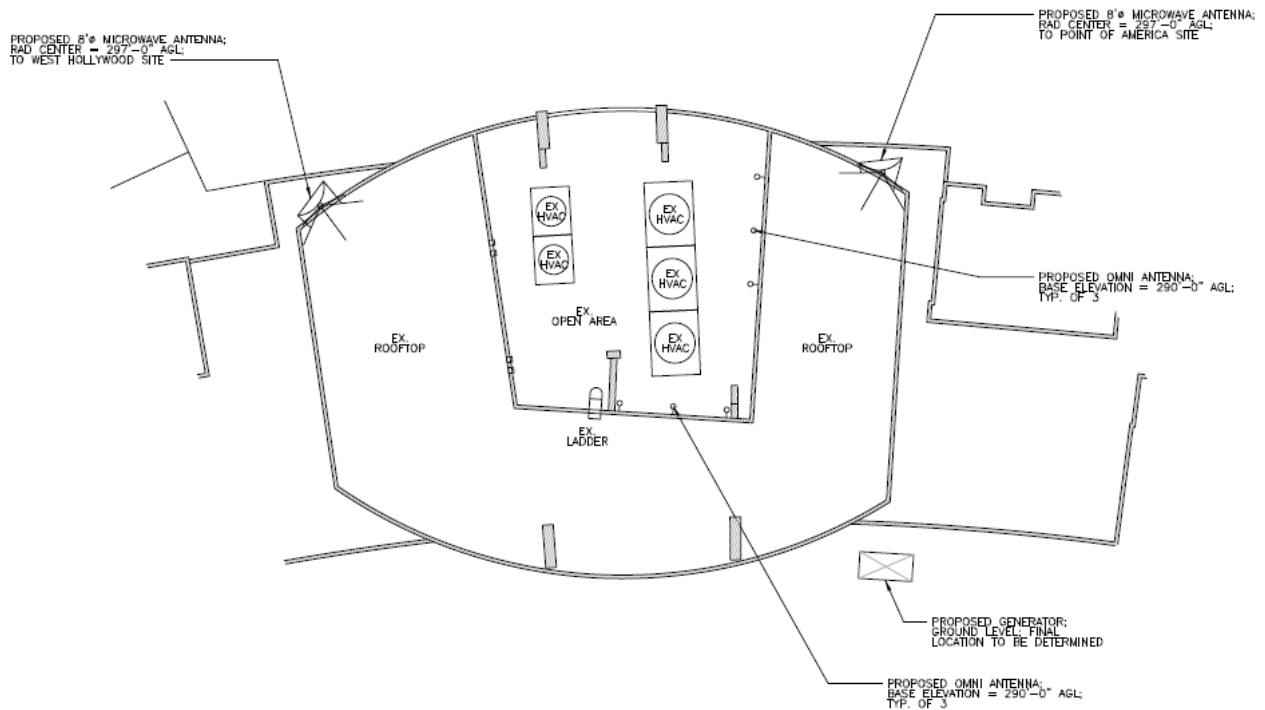 PROPOSED 8'ø MICROWAVE ANTENNA;
RAD CENTER = 297'-0" AGL;
TO WEST HOLLYWOOD SITE
PROPOSED 8'ø MICROWAVE ANTENNA;
RAD CENTER = 297'-0" AGL;
TO POINT OF AMERICA SITE
EX
HVAC
EX
HVAC
EX
HVAC
EX
HVAC
EX
HVAC
PROPOSED OMNI ANTENNA;
BASE ELEVATION = 290'-0" AGL;
TYP. OF 3
EX.
OPEN AREA
EX.
ROOFTOP
EX.
ROOFTOP
EX.
LADDER
PROPOSED GENERATOR;
GROUND LEVEL; FINAL
LOCATION TO BE DETERMINED
PROPOSED OMNI ANTENNA;
BASE ELEVATION = 290'-0" AGL;
TYP. OF 3